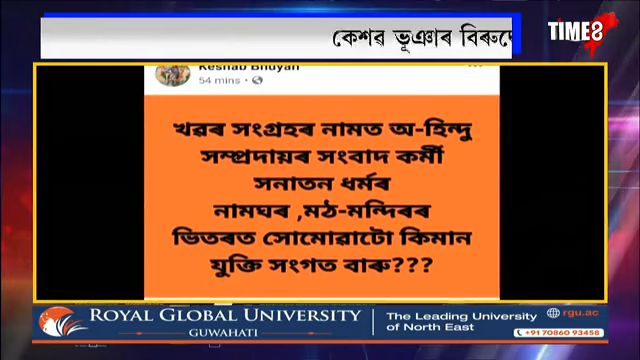 কেশৱ ভূঞাৰ বিৰুদ্ধে
TIME8
Keshab Bhuyan
54 mins
খৱৰ সংগ্ৰহৰ নামত অ-হিন্দু
সম্প্ৰদায়ৰ সংবাদ কৰ্মী
সনাতন ধৰ্মৰ
নামঘৰ ,মঠ-মন্দিৰৰ
ভিতৰত সোমোৱাটো কিমান
যুক্তি সংগত বাৰু???
ROYAL GLOBAL UNIVERSITY
GUWAHATI
The Leading University
of North East
rgu.ac
+91 70860 93458